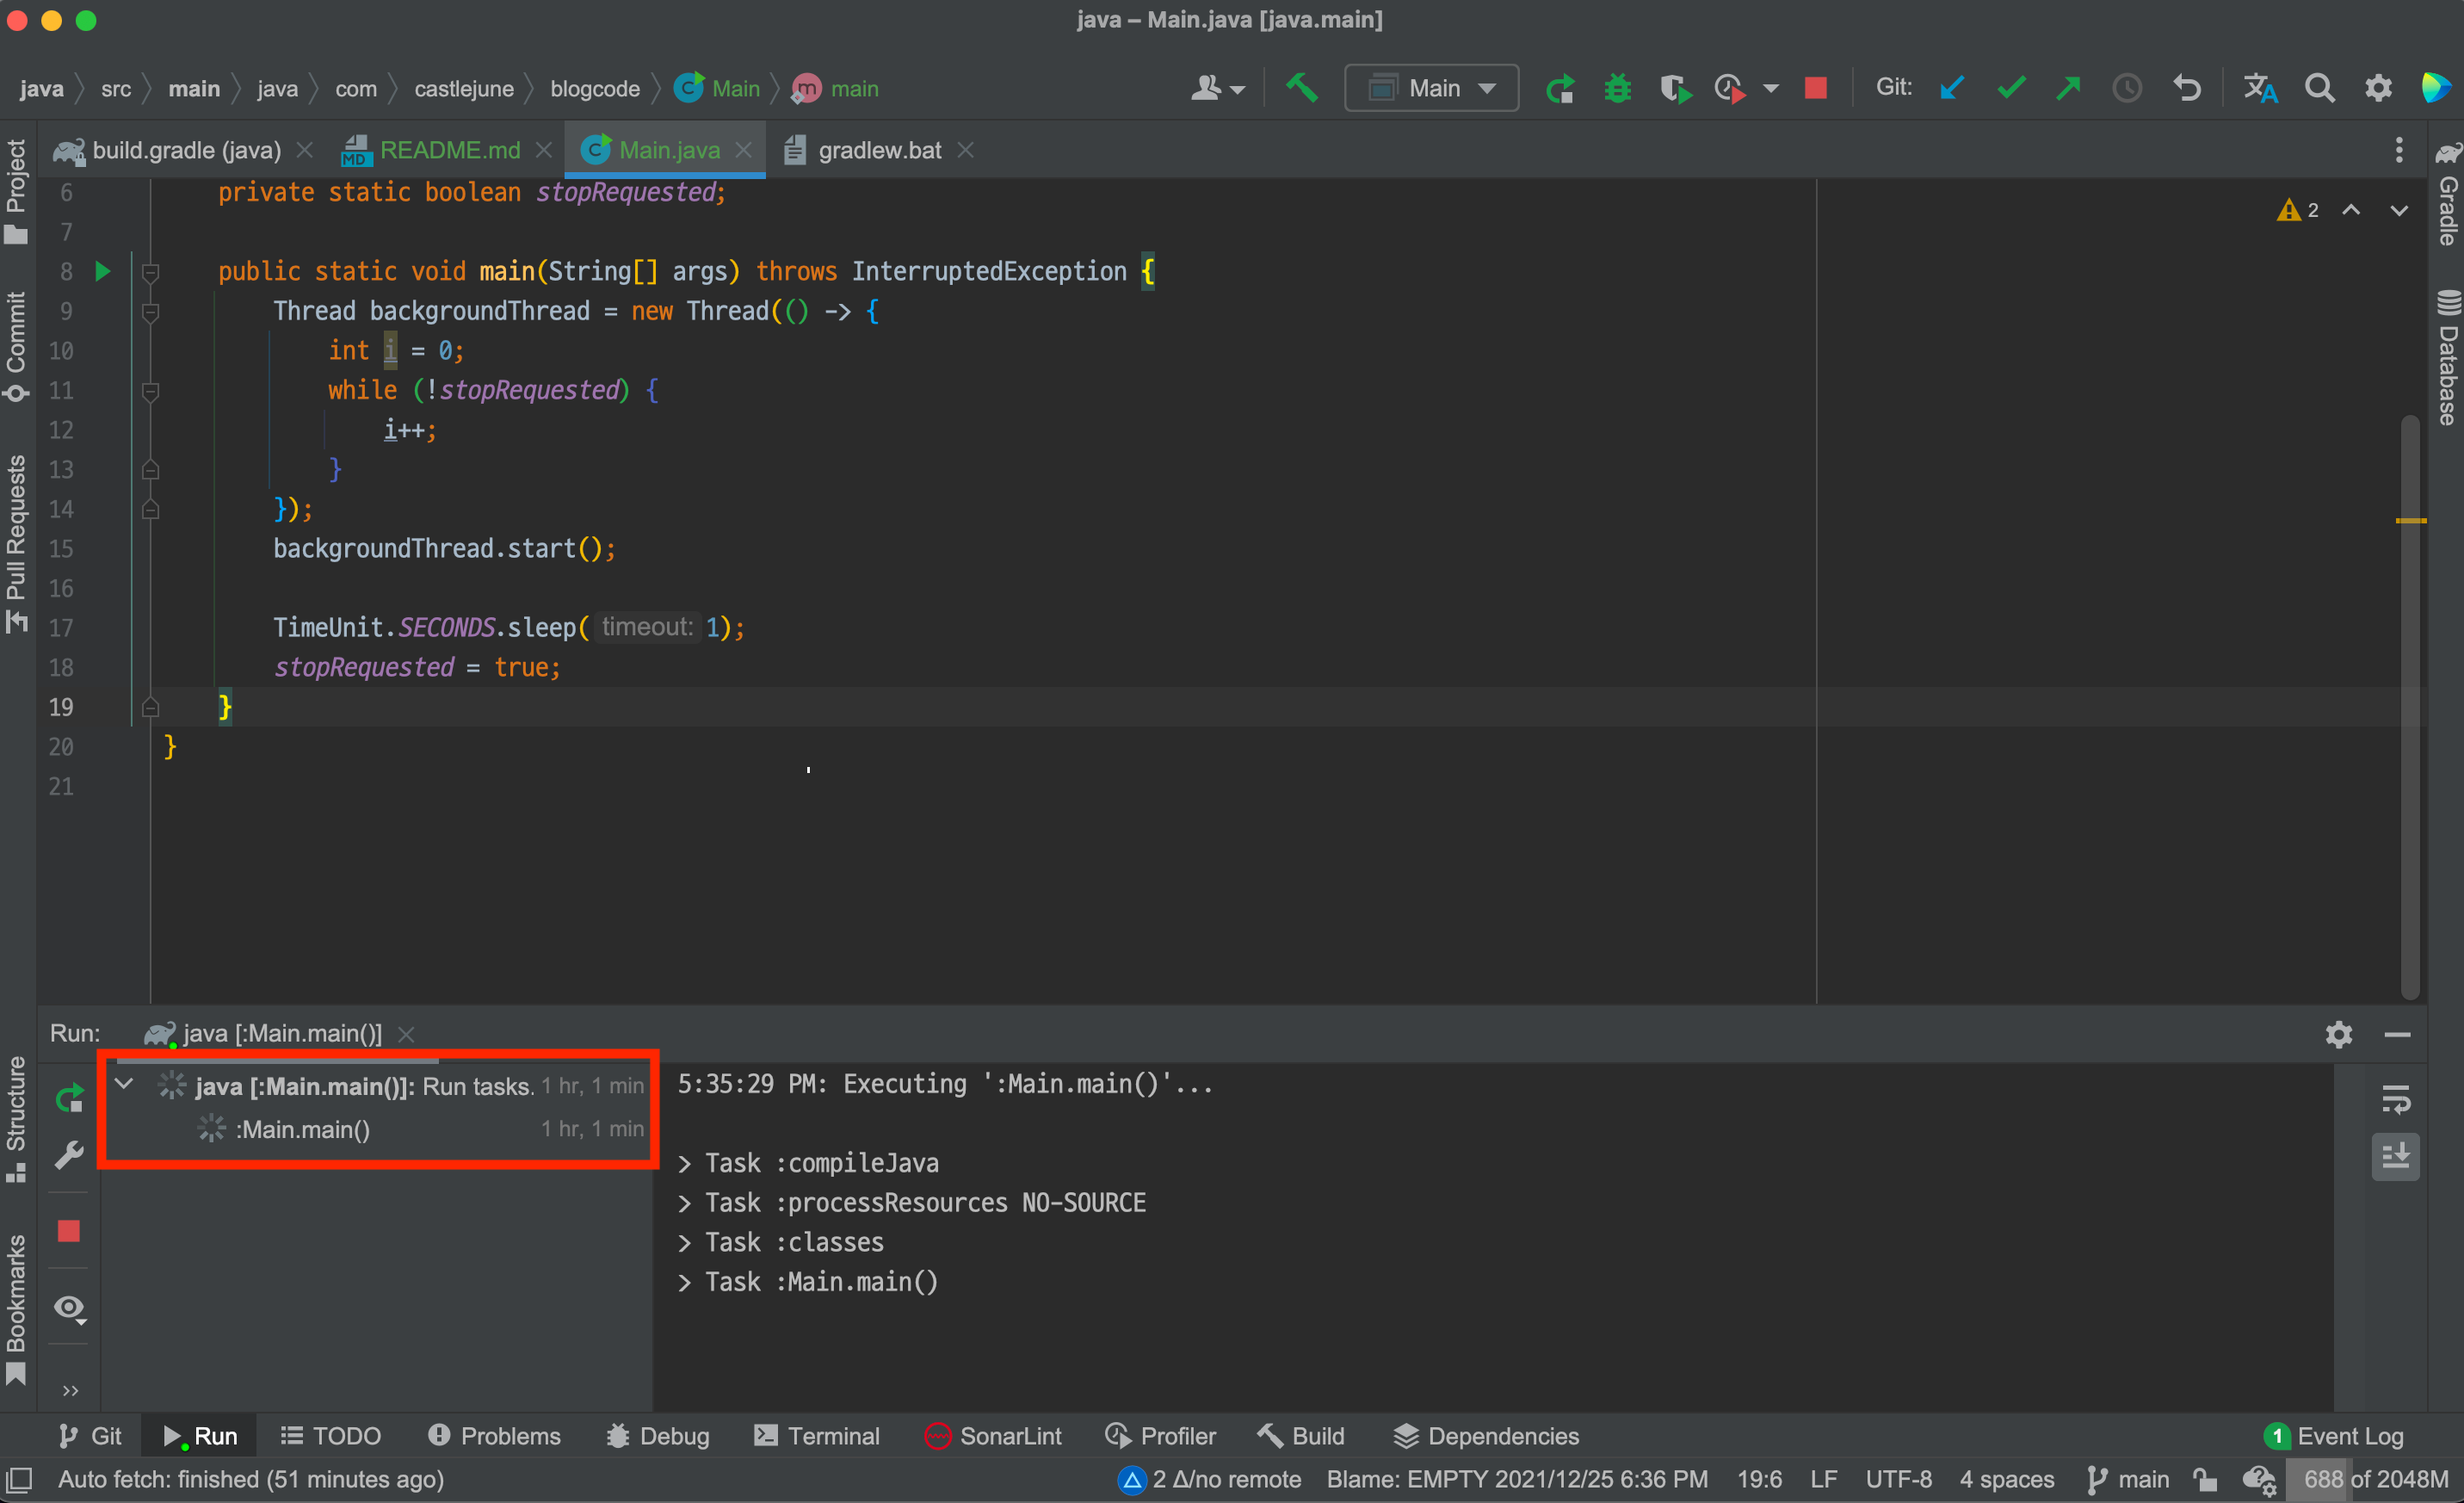 java – Main.java [java.main]
java src main java com castlejune blogcode Main main
Main
Git:
build.gradle (java) README.md Main.java gradlew.bat
Project
Commit
Pull Requests
Structure
Bookmarks
Gradle
Database
2
6 private static boolean stopRequested;
7
8 public static void main(String[] args) throws InterruptedException {
9 Thread backgroundThread = new Thread(() -> {
10 int i = 0;
11 while (!stopRequested) {
12 i++;
13 }
14 });
15 backgroundThread.start();
16
17 TimeUnit.SECONDS.sleep( timeout: 1);
18 stopRequested = true;
19 }
20 }
21
Run: java [:Main.main()]
java [:Main.main()]: Run tasks. 1 hr, 1 min
:Main.main() 1 hr, 1 min
5:35:29 PM: Executing ':Main.main()'...
> Task :compileJava
> Task :processResources NO-SOURCE
> Task :classes
> Task :Main.main()
Git Run TODO Problems Debug Terminal SonarLint Profiler Build Dependencies 1 Event Log
Auto fetch: finished (51 minutes ago) 2 Δ/no remote Blame: EMPTY 2021/12/25 6:36 PM 19:6 LF UTF-8 4 spaces main 688 of 2048M